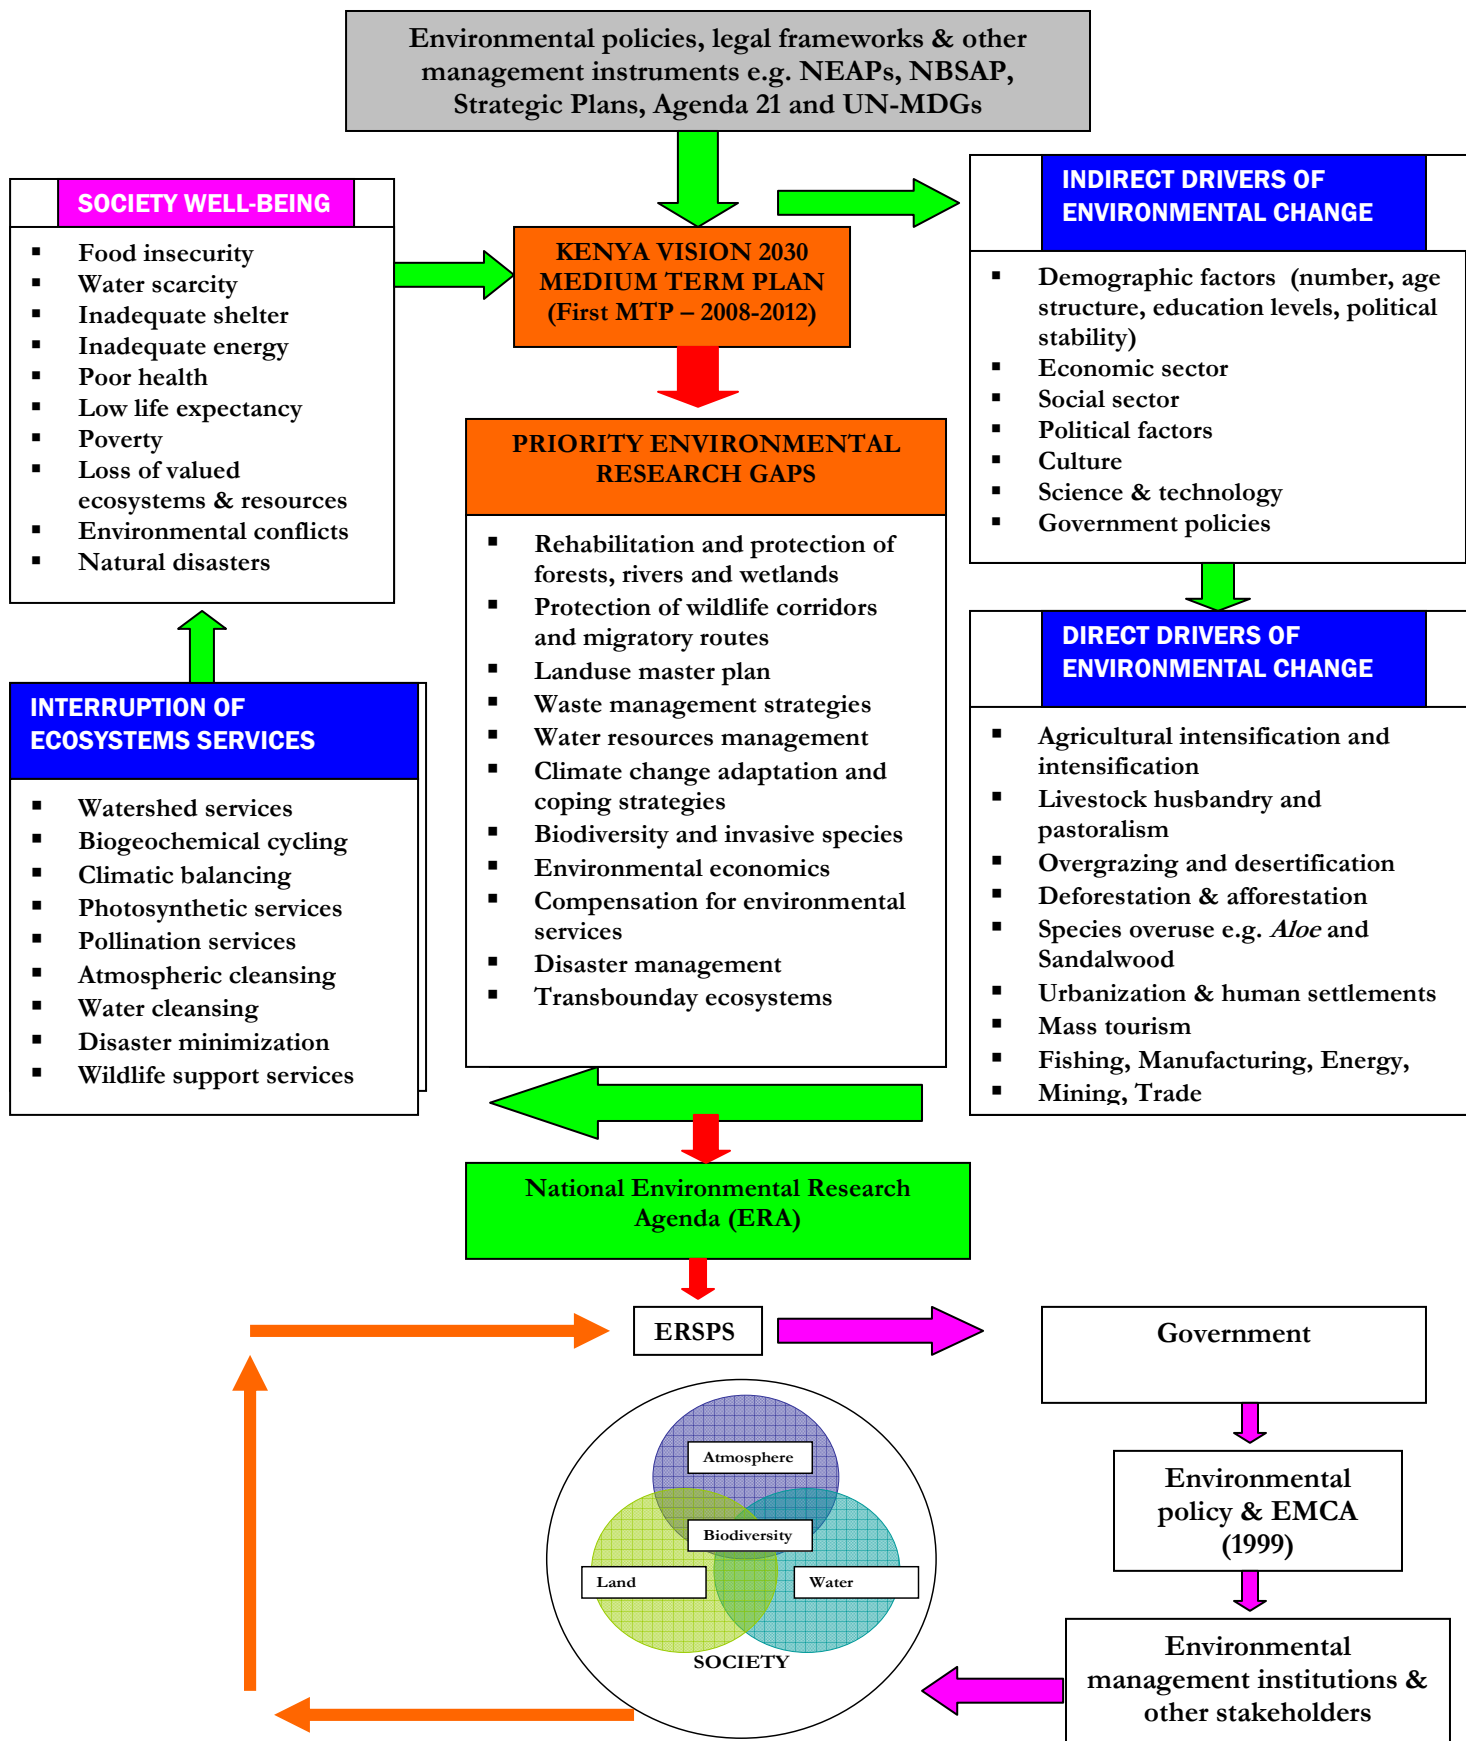 Environmental policies, legal frameworks & other
management instruments e.g. NEAPs, NBSAP,
Strategic Plans, Agenda 21 and UN-MDGs
SOCIETY WELL-BEING
▪ Food insecurity
▪ Water scarcity
▪ Inadequate shelter
▪ Inadequate energy
▪ Poor health
▪ Low life expectancy
▪ Poverty
▪ Loss of valued
ecosystems & resources
▪ Environmental conflicts
▪ Natural disasters
KENYA VISION 2030
MEDIUM TERM PLAN
(First MTP – 2008-2012)
INDIRECT DRIVERS OF
ENVIRONMENTAL CHANGE
▪ Demographic factors (number, age
structure, education levels, political
stability)
▪ Economic sector
▪ Social sector
▪ Political factors
▪ Culture
▪ Science & technology
▪ Government policies
PRIORITY ENVIRONMENTAL
RESEARCH GAPS
▪ Rehabilitation and protection of
forests, rivers and wetlands
▪ Protection of wildlife corridors
and migratory routes
▪ Landuse master plan
▪ Waste management strategies
▪ Water resources management
▪ Climate change adaptation and
coping strategies
▪ Biodiversity and invasive species
▪ Environmental economics
▪ Compensation for environmental
services
▪ Disaster management
▪ Transbounday ecosystems
INTERRUPTION OF
ECOSYSTEMS SERVICES
▪ Watershed services
▪ Biogeochemical cycling
▪ Climatic balancing
▪ Photosynthetic services
▪ Pollination services
▪ Atmospheric cleansing
▪ Water cleansing
▪ Disaster minimization
▪ Wildlife support services
DIRECT DRIVERS OF
ENVIRONMENTAL CHANGE
▪ Agricultural intensification and
intensification
▪ Livestock husbandry and
pastoralism
▪ Overgrazing and desertification
▪ Deforestation & afforestation
▪ Species overuse e.g. Aloe and
Sandalwood
▪ Urbanization & human settlements
▪ Mass tourism
▪ Fishing, Manufacturing, Energy,
▪ Mining, Trade
National Environmental Research
Agenda (ERA)
ERSPS
Government
Atmosphere
Biodiversity
Land
Water
SOCIETY
Environmental
policy & EMCA
(1999)
Environmental
management institutions &
other stakeholders